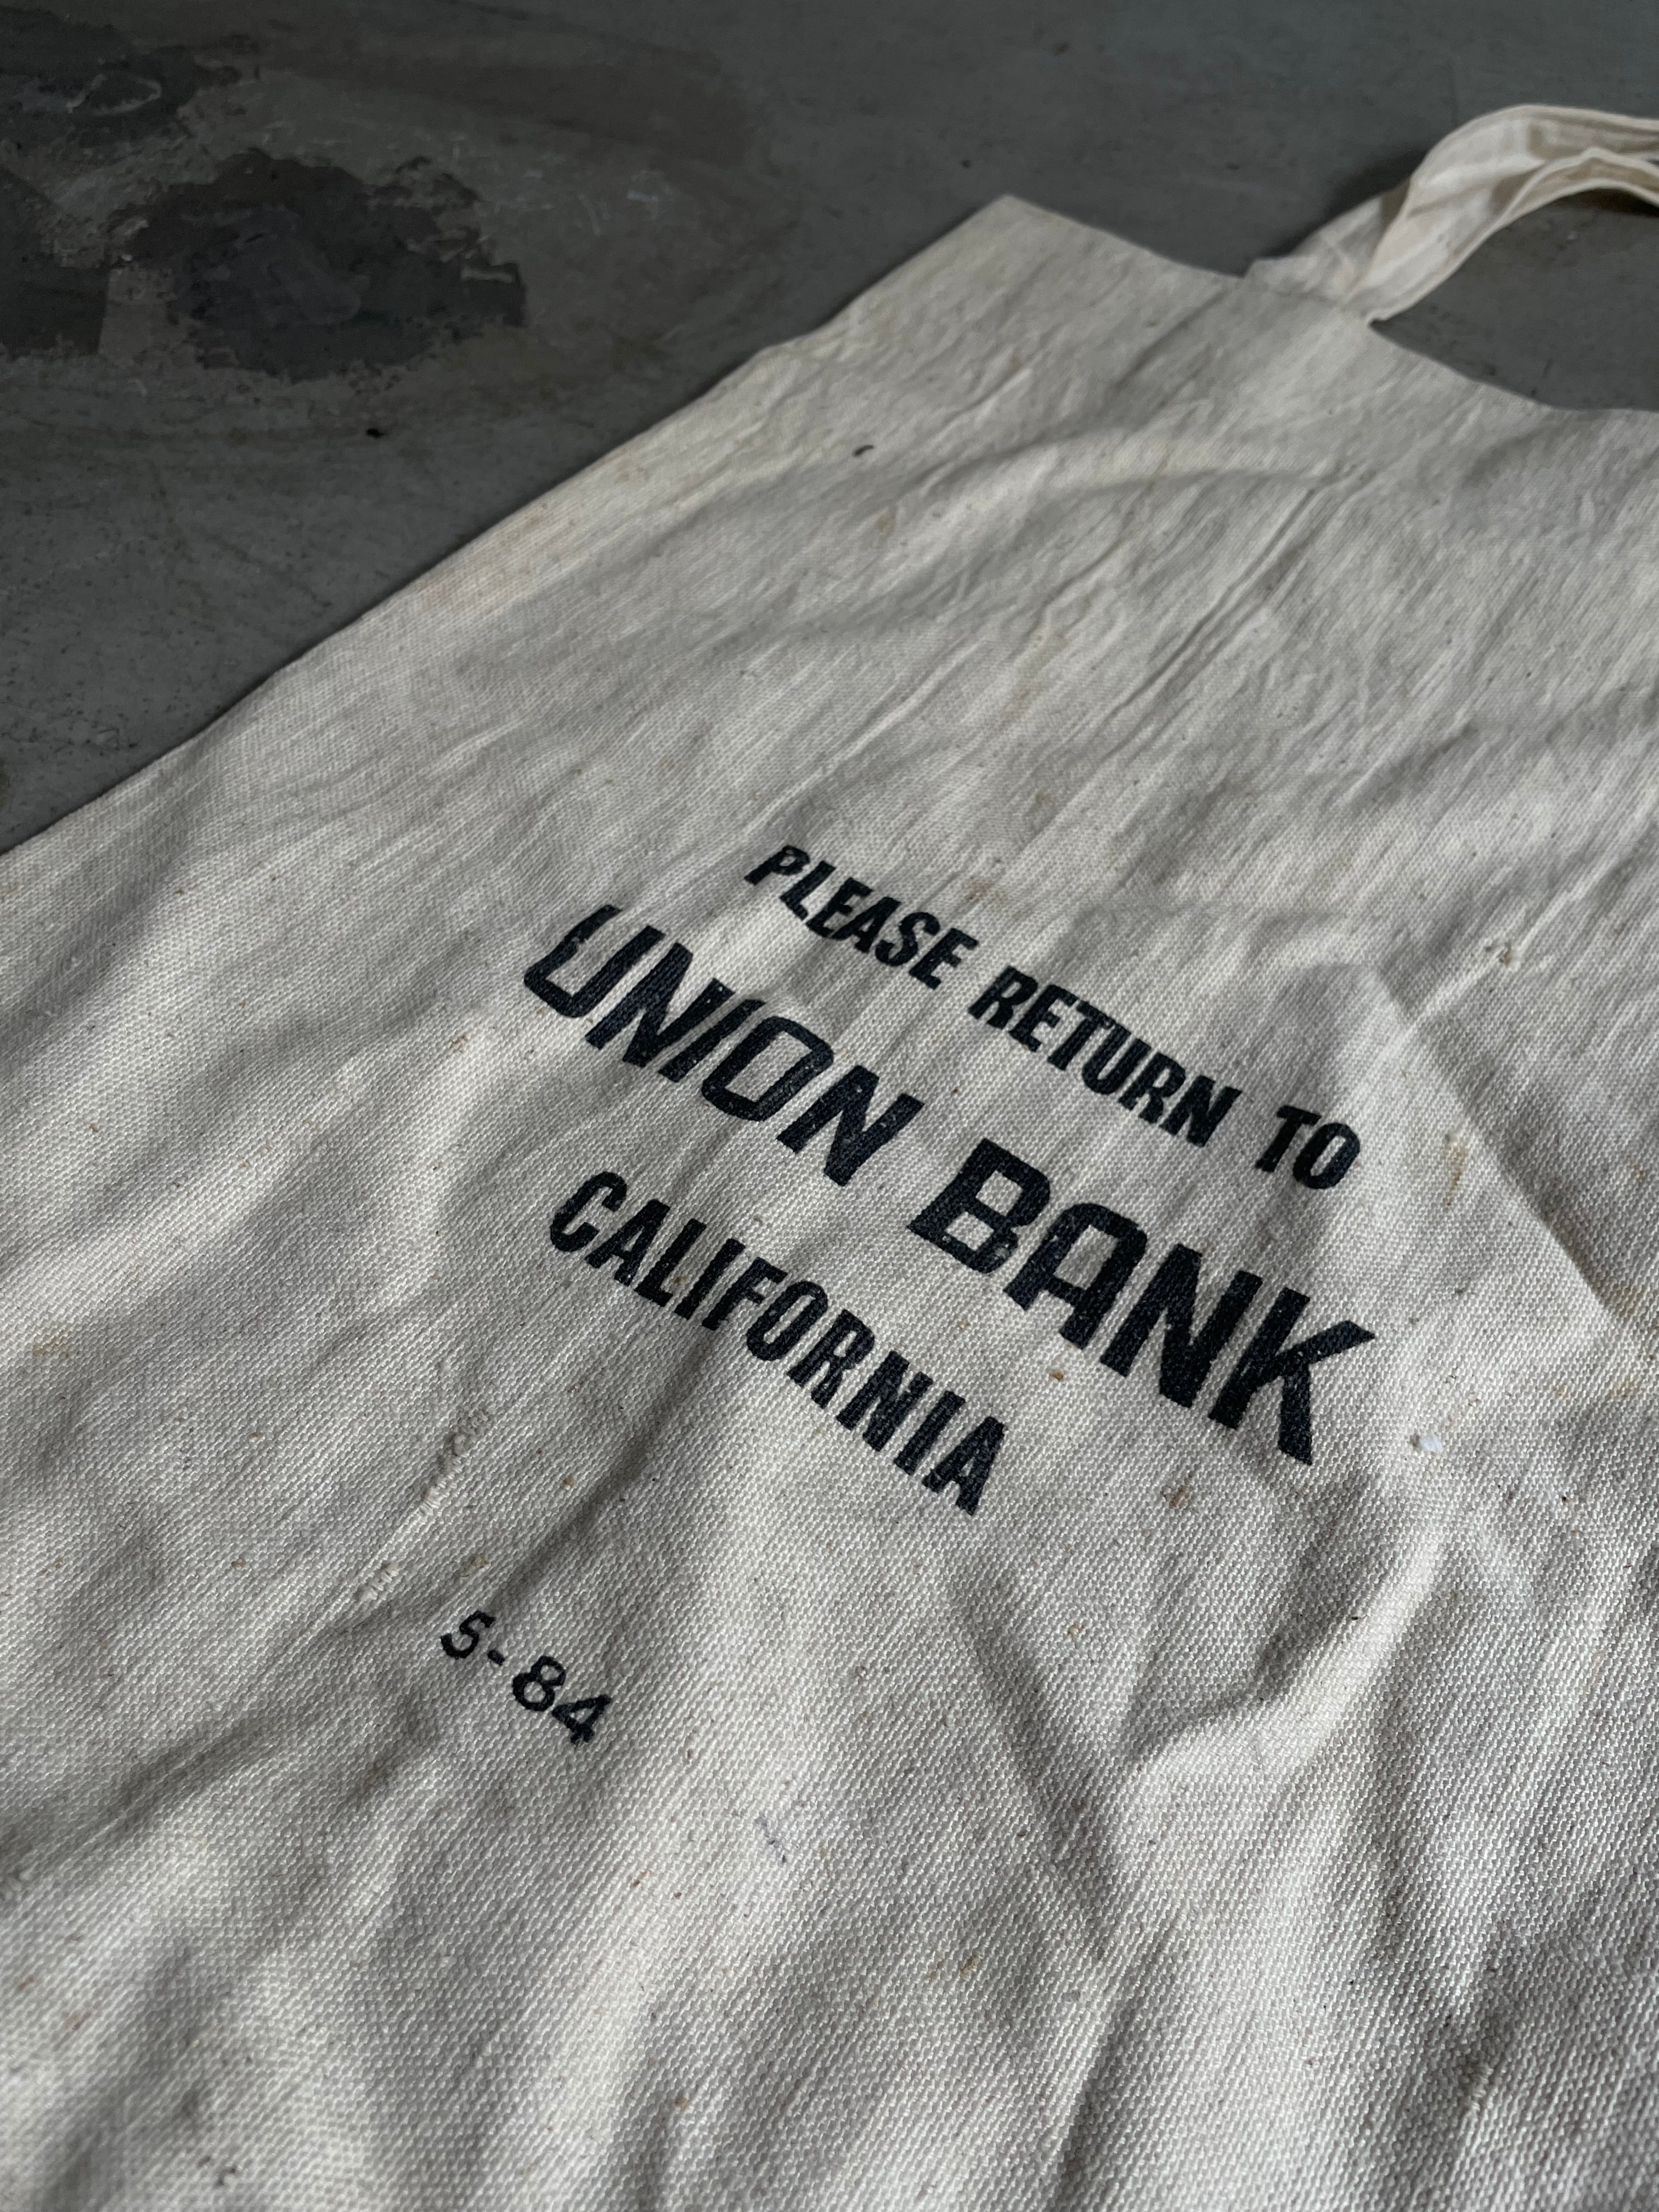 PLEASE RETURN TO
UNION BANK
CALIFORNIA
5-84